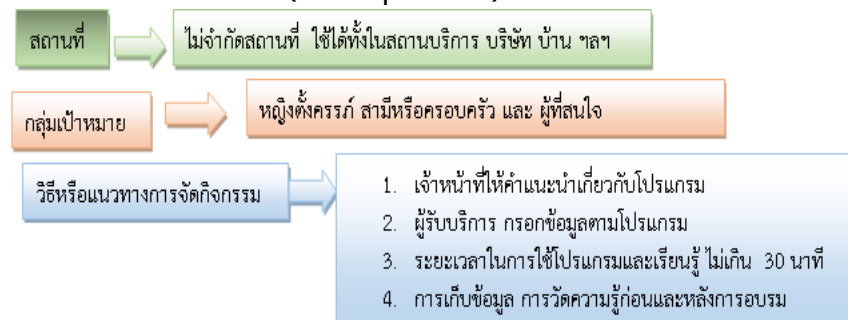 สถานที่
ไม่จำกัดสถานที่ ใช้ได้ทั้งในสถานบริการ บริษัท บ้าน ฯลฯ
กลุ่มเป้าหมาย
หญิงตั้งครรภ์ สามีหรือครอบครัว และ ผู้ที่สนใจ
วิธีหรือแนวทางการจัดกิจกรรม
1. เจ้าหน้าที่ให้คำแนะนำเกี่ยวกับโปรแกรม
2. ผู้รับบริการ กรอกข้อมูลตามโปรแกรม
3. ระยะเวลาในการใช้โปรแกรมและเรียนรู้ ไม่เกิน 30 นาที
4. การเก็บข้อมูล การวัดความรู้ก่อนและหลังการอบรม